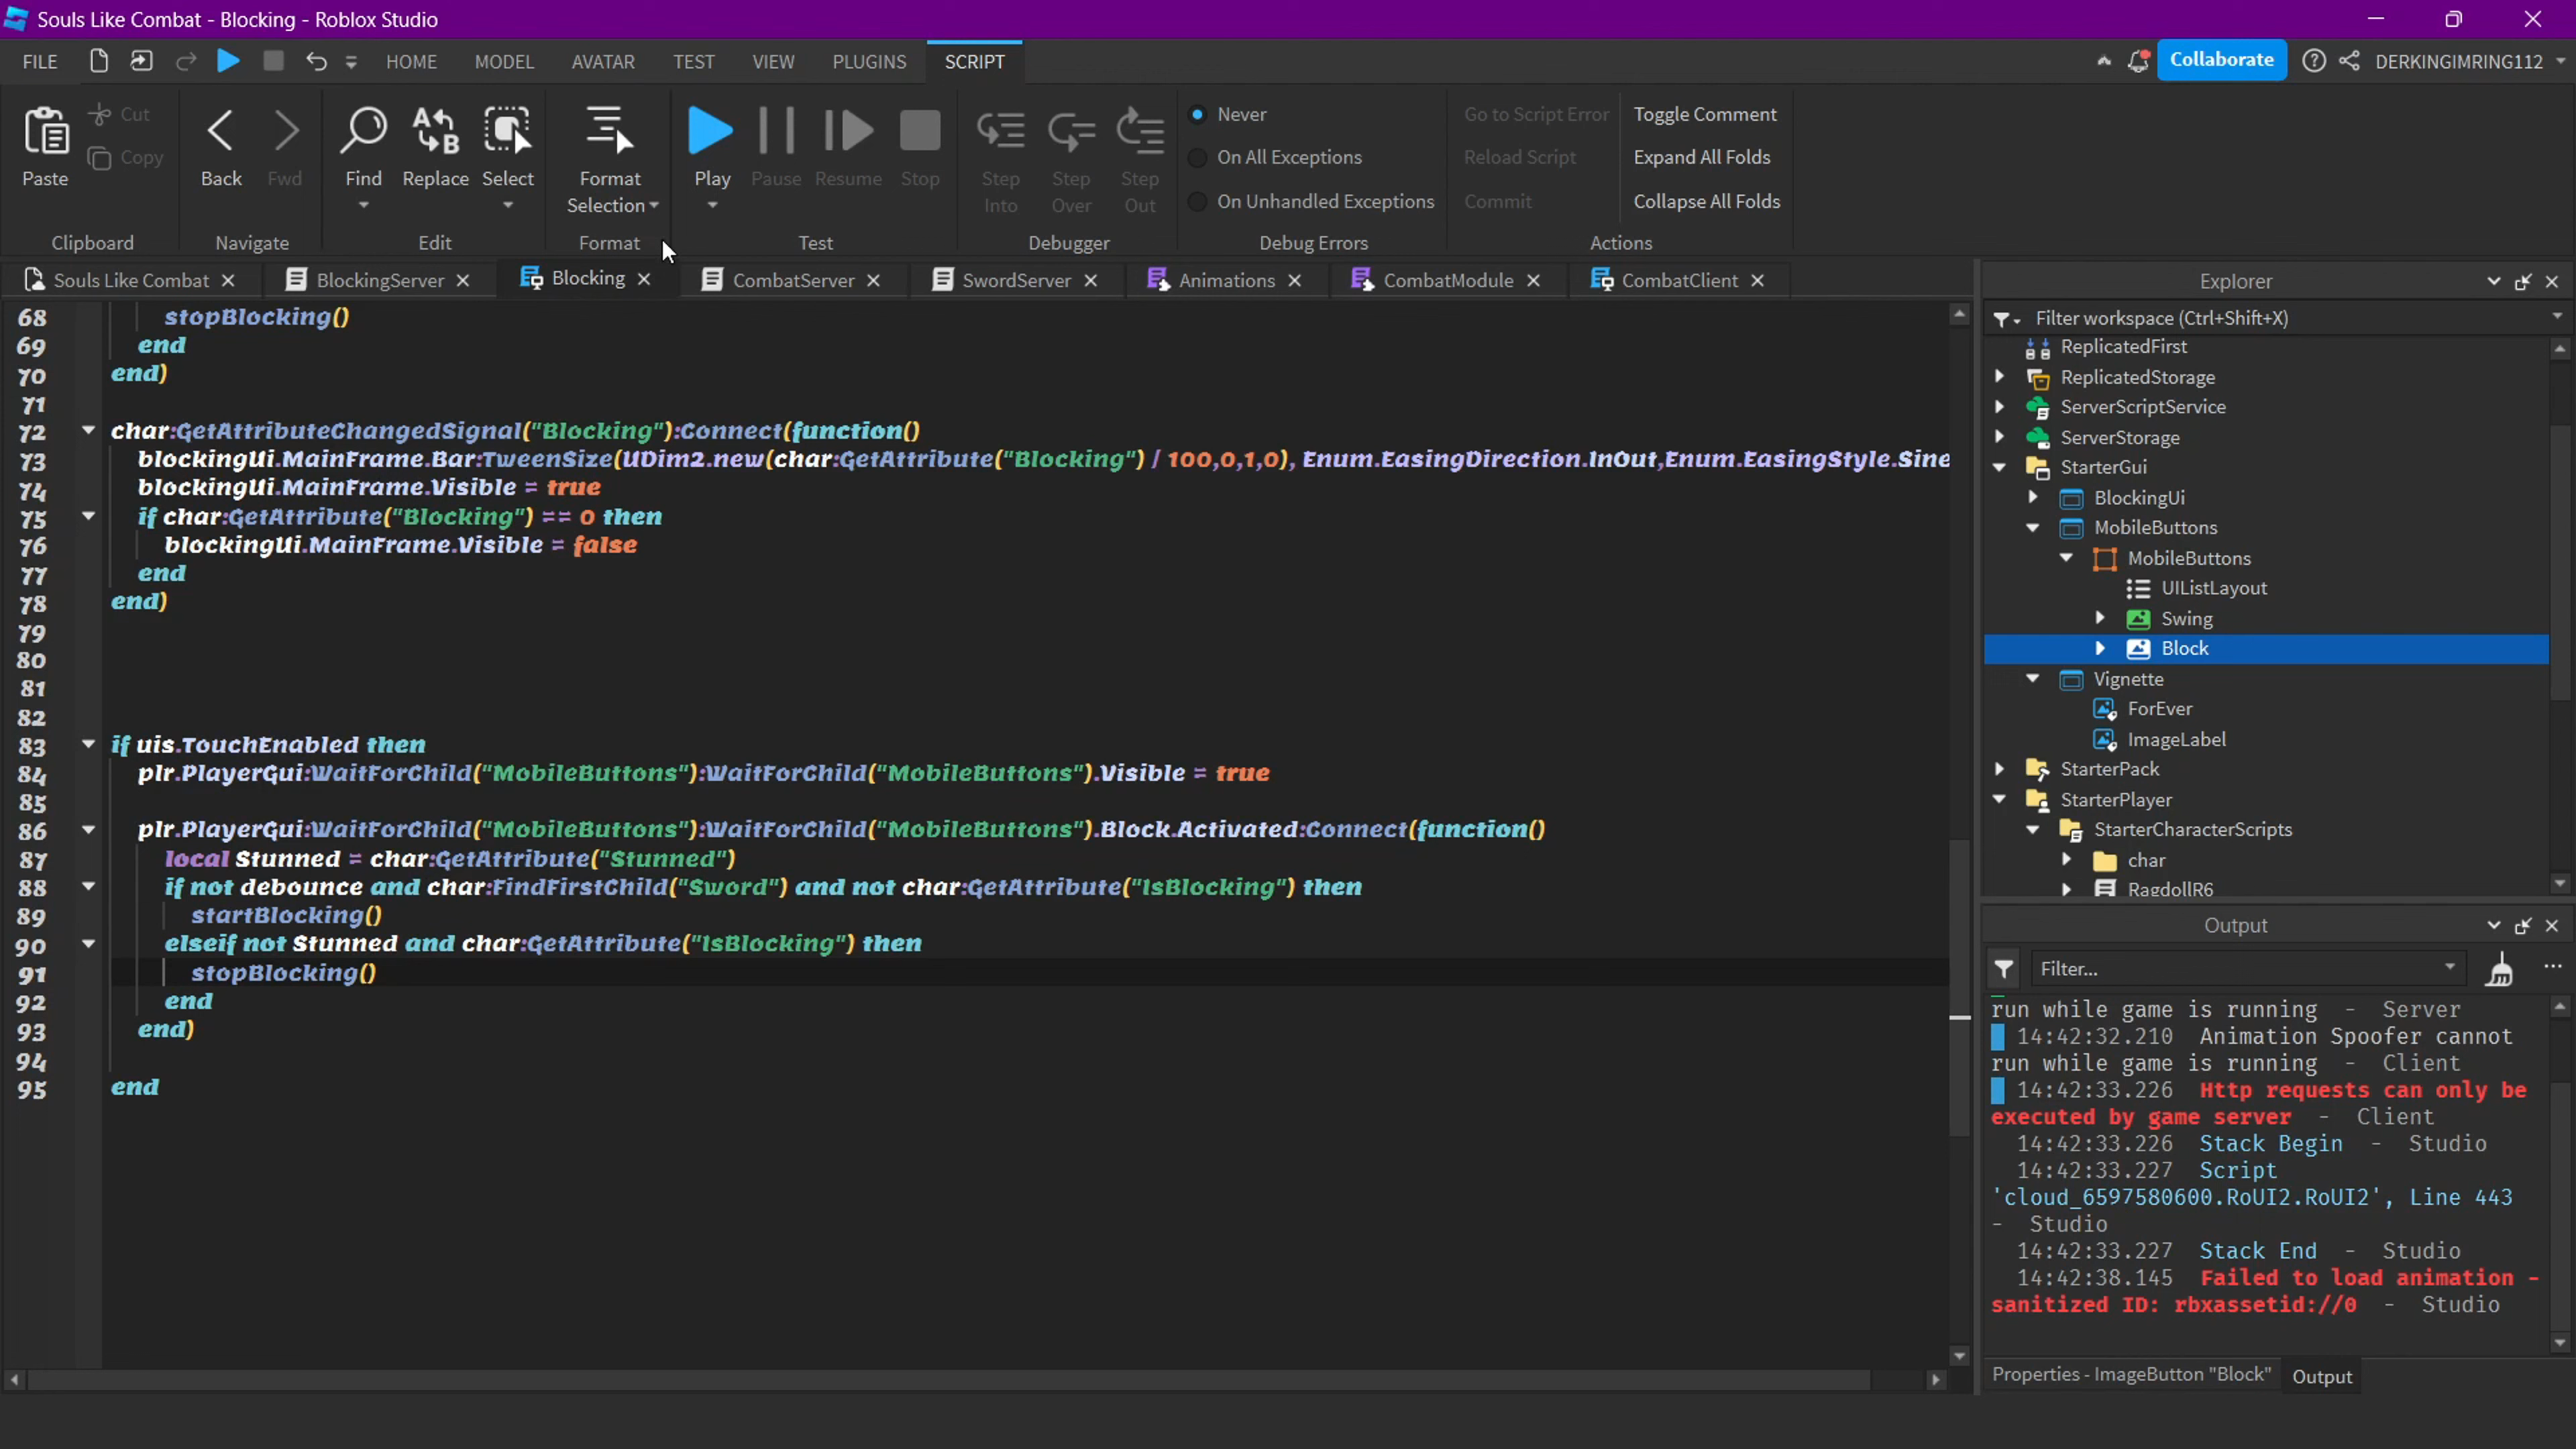 Souls Like Combat - Blocking - Roblox Studio
FILE HOME MODEL AVATAR TEST VIEW PLUGINS SCRIPT Collaborate DERKINGIMRING112
Paste Cut Copy
Clipboard
Back Fwd
Navigate
Find Replace Select
Edit
Format Selection
Format
Play Pause Resume Stop
Test
Step Into Step Over Step Out
Debugger
Never
On All Exceptions
On Unhandled Exceptions
Debug Errors
Go to Script Error
Reload Script
Commit
Toggle Comment
Expand All Folds
Collapse All Folds
Actions
Souls Like Combat BlockingServer Blocking CombatServer SwordServer Animations CombatModule CombatClient
68 stopBlocking()
69 end
70 end)
71
72 char:GetAttributeChangedSignal("Blocking"):Connect(function()
73 blockingUi.MainFrame.Bar:TweenSize(UDim2.new(char:GetAttribute("Blocking") / 100,0,1,0), Enum.EasingDirection.InOut,Enum.EasingStyle.Sine
74 blockingUi.MainFrame.Visible = true
75 if char:GetAttribute("Blocking") == 0 then
76 blockingUi.MainFrame.Visible = false
77 end
78 end)
79
80
81
82
83 if uis.TouchEnabled then
84 plr.PlayerGui:WaitForChild("MobileButtons"):WaitForChild("MobileButtons").Visible = true
85
86 plr.PlayerGui:WaitForChild("MobileButtons"):WaitForChild("MobileButtons").Block.Activated:Connect(function()
87 local Stunned = char:GetAttribute("Stunned")
88 if not debounce and char:FindFirstChild("Sword") and not char:GetAttribute("IsBlocking") then
89 startBlocking()
90 elseif not Stunned and char:GetAttribute("IsBlocking") then
91 stopBlocking()
92 end
93 end)
94
95 end
Explorer
Filter workspace (Ctrl+Shift+X)
ReplicatedFirst
ReplicatedStorage
ServerScriptService
ServerStorage
StarterGui
BlockingUi
MobileButtons
MobileButtons
UIListLayout
Swing
Block
Vignette
ForEver
ImageLabel
StarterPack
StarterPlayer
StarterCharacterScripts
char
RagdollR6
Output
Filter...
run while game is running - Server
14:42:32.210 Animation Spoofer cannot
run while game is running - Client
14:42:33.226 Http requests can only be
executed by game server - Client
14:42:33.226 Stack Begin - Studio
14:42:33.227 Script
'cloud_6597580600.RoUI2.RoUI2', Line 443
- Studio
14:42:33.227 Stack End - Studio
14:42:38.145 Failed to load animation -
sanitized ID: rbxassetid://0 - Studio
Properties - ImageButton "Block" Output